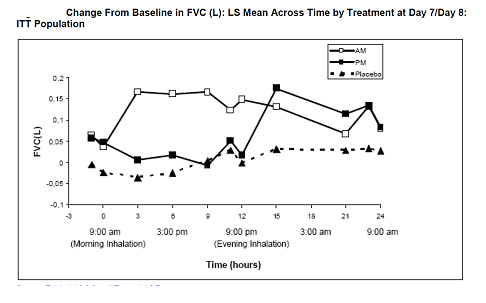 Change From Baseline in FVC (L): LS Mean Across Time by Treatment at Day 7/Day 8:
ITT Population
AM
PM
Placebo
0,2
0,15
0,1
0,05
0
-0,05
-0,1
FVC(L)
-3 0 3 6 9 12 15 18 21 24
9:00 am 3:00 pm 9:00 pm 3:00 am 9:00 am
(Morning Inhalation) (Evening Inhalation)
Time (hours)